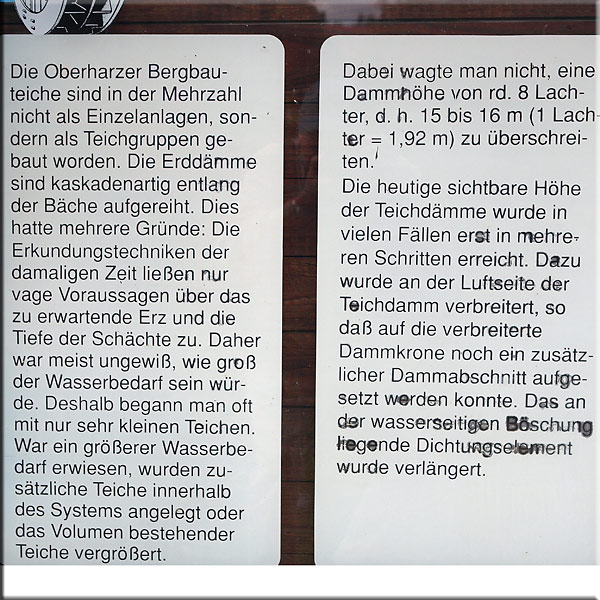 Die Oberharzer Bergbau-
teiche sind in der Mehrzahl
nicht als Einzelanlagen, son-
dern als Teichgruppen ge-
baut worden. Die Erddämme
sind kaskadenartig entlang
der Bäche aufgereiht. Dies
hatte mehrere Gründe: Die
Erkundungstechniken der
damaligen Zeit ließen nur
vage Voraussagen über das
zu erwartende Erz und die
Tiefe der Schächte zu. Daher
war meist ungewiß, wie groß
der Wasserbedarf sein wür-
de. Deshalb begann man oft
mit nur sehr kleinen Teichen.
War ein größerer Wasserbe-
darf erwiesen, wurden zu-
sätzliche Teiche innerhalb
des Systems angelegt oder
das Volumen bestehender
Teiche vergrößert.
Dabei wagte man nicht, eine
Dammhöhe von rd. 8 Lach-
ter, d. h. 15 bis 16 m (1 Lach-
ter = 1,92 m) zu überschrei-
ten.
Die heutige sichtbare Höhe
der Teichdämme wurde in
vielen Fällen erst in mehre-
ren Schritten erreicht. Dazu
wurde an der Luftseite der
Teichdamm verbreitert, so
daß auf die verbreiterte
Dammkrone noch ein zusätz-
licher Dammabschnitt aufge-
setzt werden konnte. Das an
der wasserseitigen Böschung
liegende Dichtungselement
wurde verlängert.